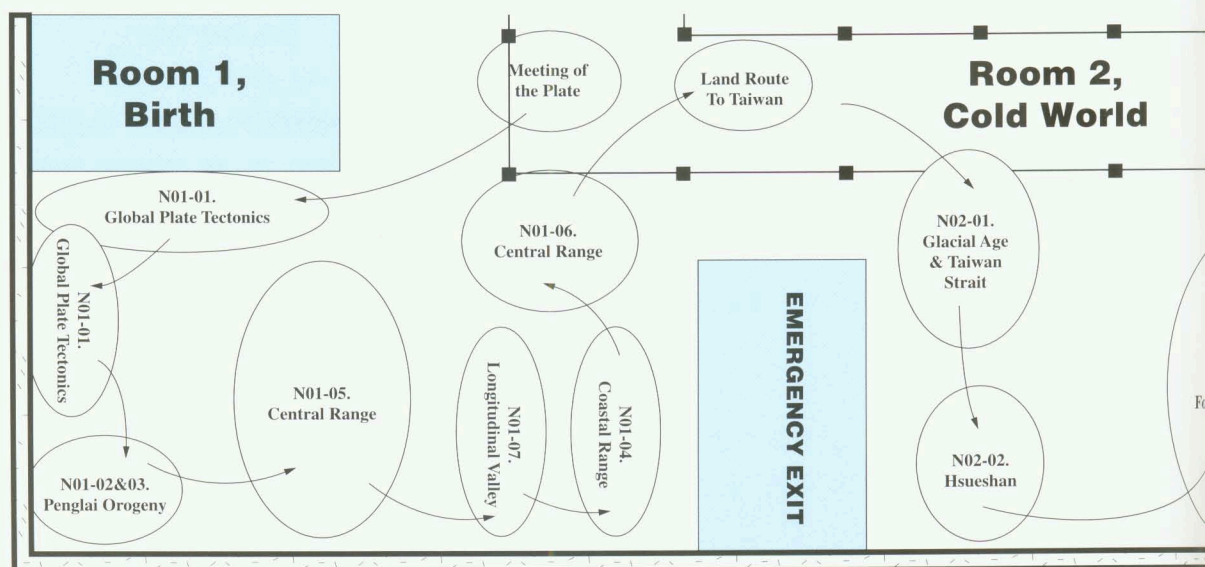 Room 1,
Birth
Meeting of
the Plate
Land Route
To Taiwan
Room 2,
Cold World
N01-01.
Global Plate Tectonics
N01-01.
Global Plate Tectonics
N01-02&03.
Penglai Orogeny
N01-05.
Central Range
N01-07.
Longitudinal Valley
N01-04.
Coastal Range
N01-06.
Central Range
EMERGENCY EXIT
N02-01.
Glacial Age
& Taiwan
Strait
N02-02.
Hsueshan
Fo